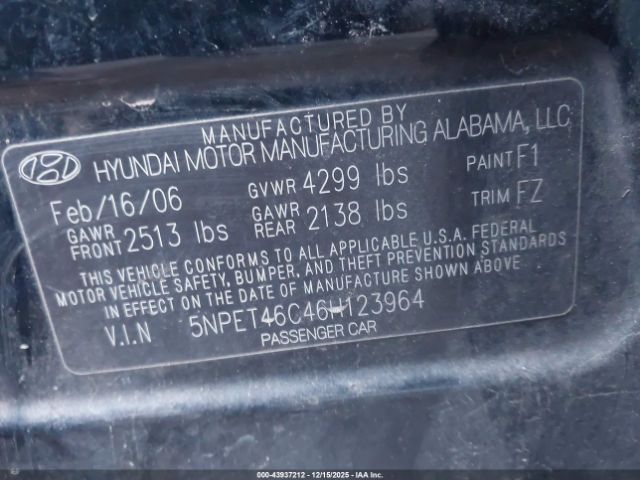 MANUFACTURED BY
HYUNDAI MOTOR MANUFACTURING ALABAMA, LLC
Feb/16/06 GVWR 4299 lbs PAINT F1
GAWR FRONT 2513 lbs GAWR REAR 2138 lbs TRIM FZ
THIS VEHICLE CONFORMS TO ALL APPLICABLE U.S.A. FEDERAL
MOTOR VEHICLE SAFETY, BUMPER, AND THEFT PREVENTION STANDARDS
IN EFFECT ON THE DATE OF MANUFACTURE SHOWN ABOVE
V.I.N 5NPET46C46H123964
PASSENGER CAR
000-43937212 - 12/15/2025 - IAA Inc.